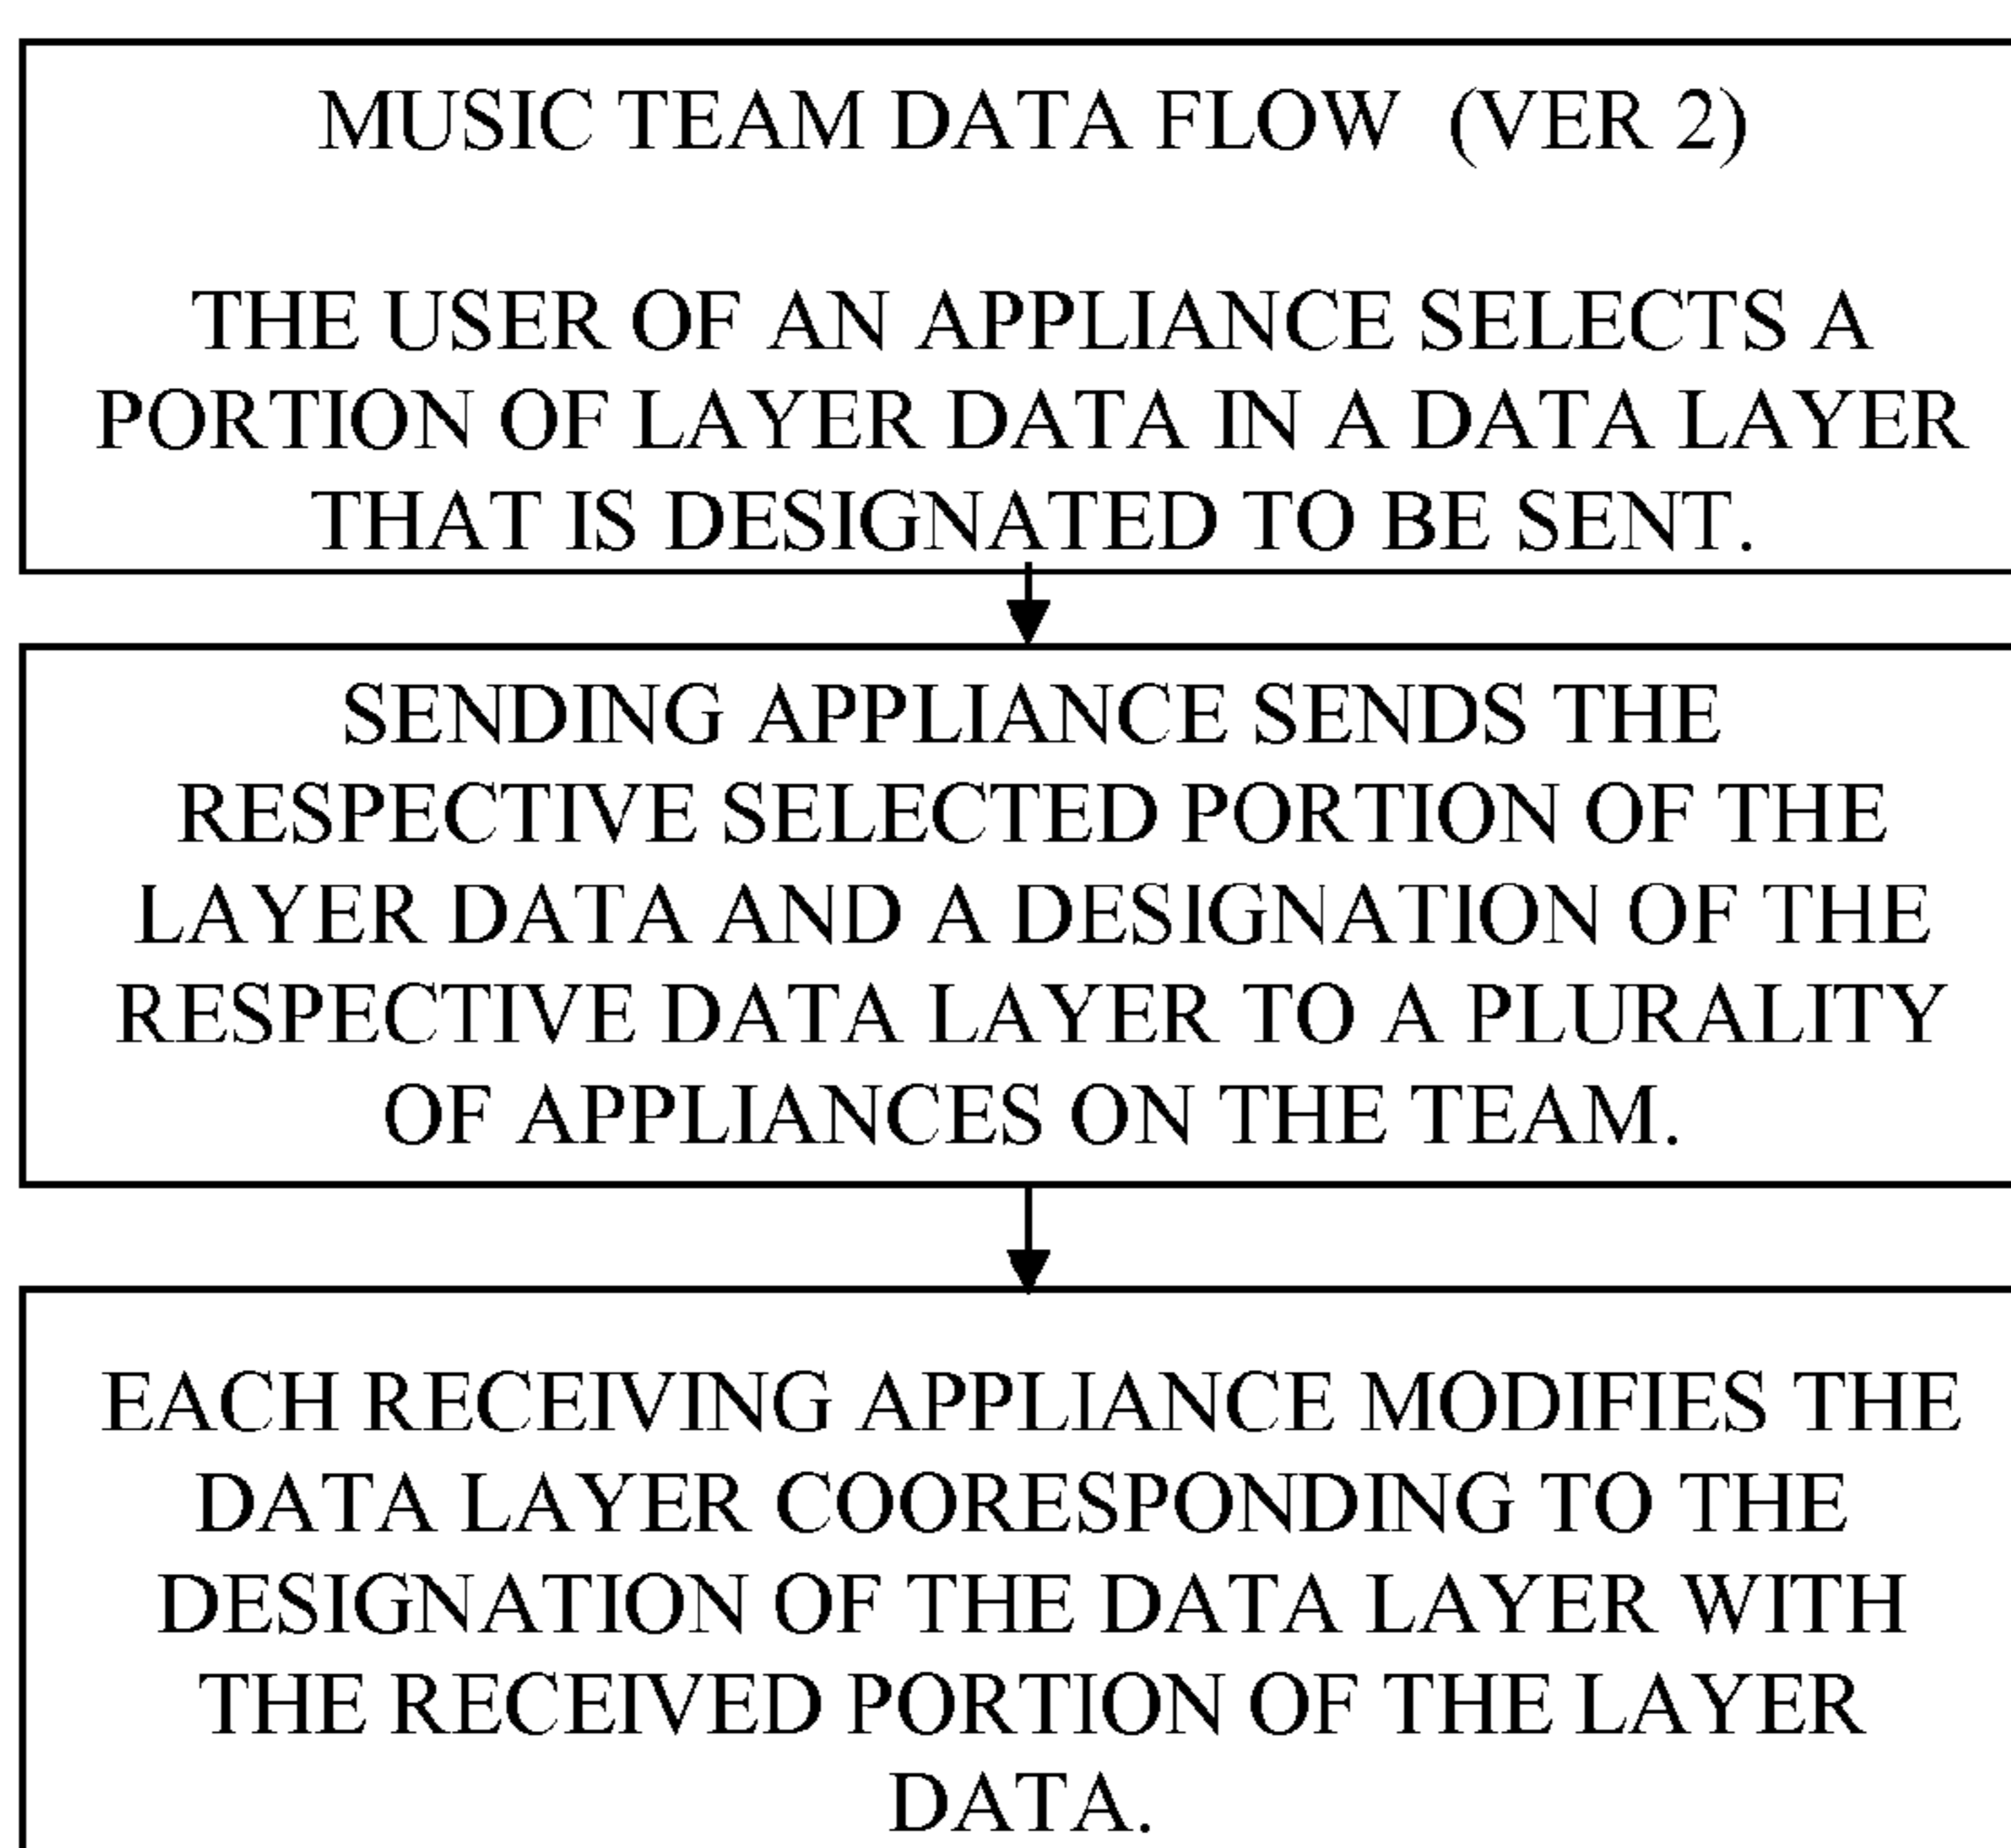 MUSIC TEAM DATA FLOW (VER 2)
THE USER OF AN APPLIANCE SELECTS A
PORTION OF LAYER DATA IN A DATA LAYER
THAT IS DESIGNATED TO BE SENT.
SENDING APPLIANCE SENDS THE
RESPECTIVE SELECTED PORTION OF THE
LAYER DATA AND A DESIGNATION OF THE
RESPECTIVE DATA LAYER TO A PLURALITY
OF APPLIANCES ON THE TEAM.
EACH RECEIVING APPLIANCE MODIFIES THE
DATA LAYER COORESPONDING TO THE
DESIGNATION OF THE DATA LAYER WITH
THE RECEIVED PORTION OF THE LAYER
DATA.